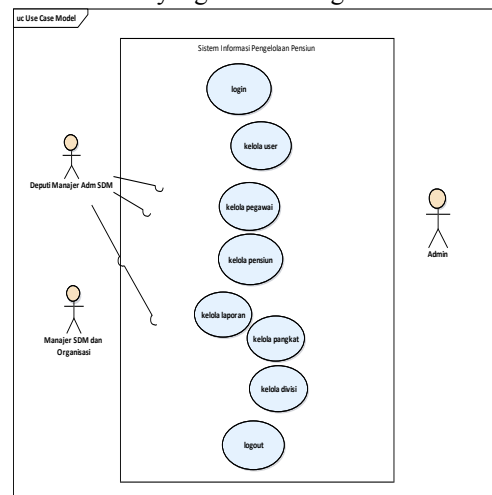 uc Use Case Model
Sistem Informasi Pengelolaan Pensiun
login
kelola user
Deputi Manajer Adm SDM
kelola pegawai
Admin
kelola pensiun
kelola laporan
Manajer SDM dan
Organisasi
kelola pangkat
kelola divisi
logout